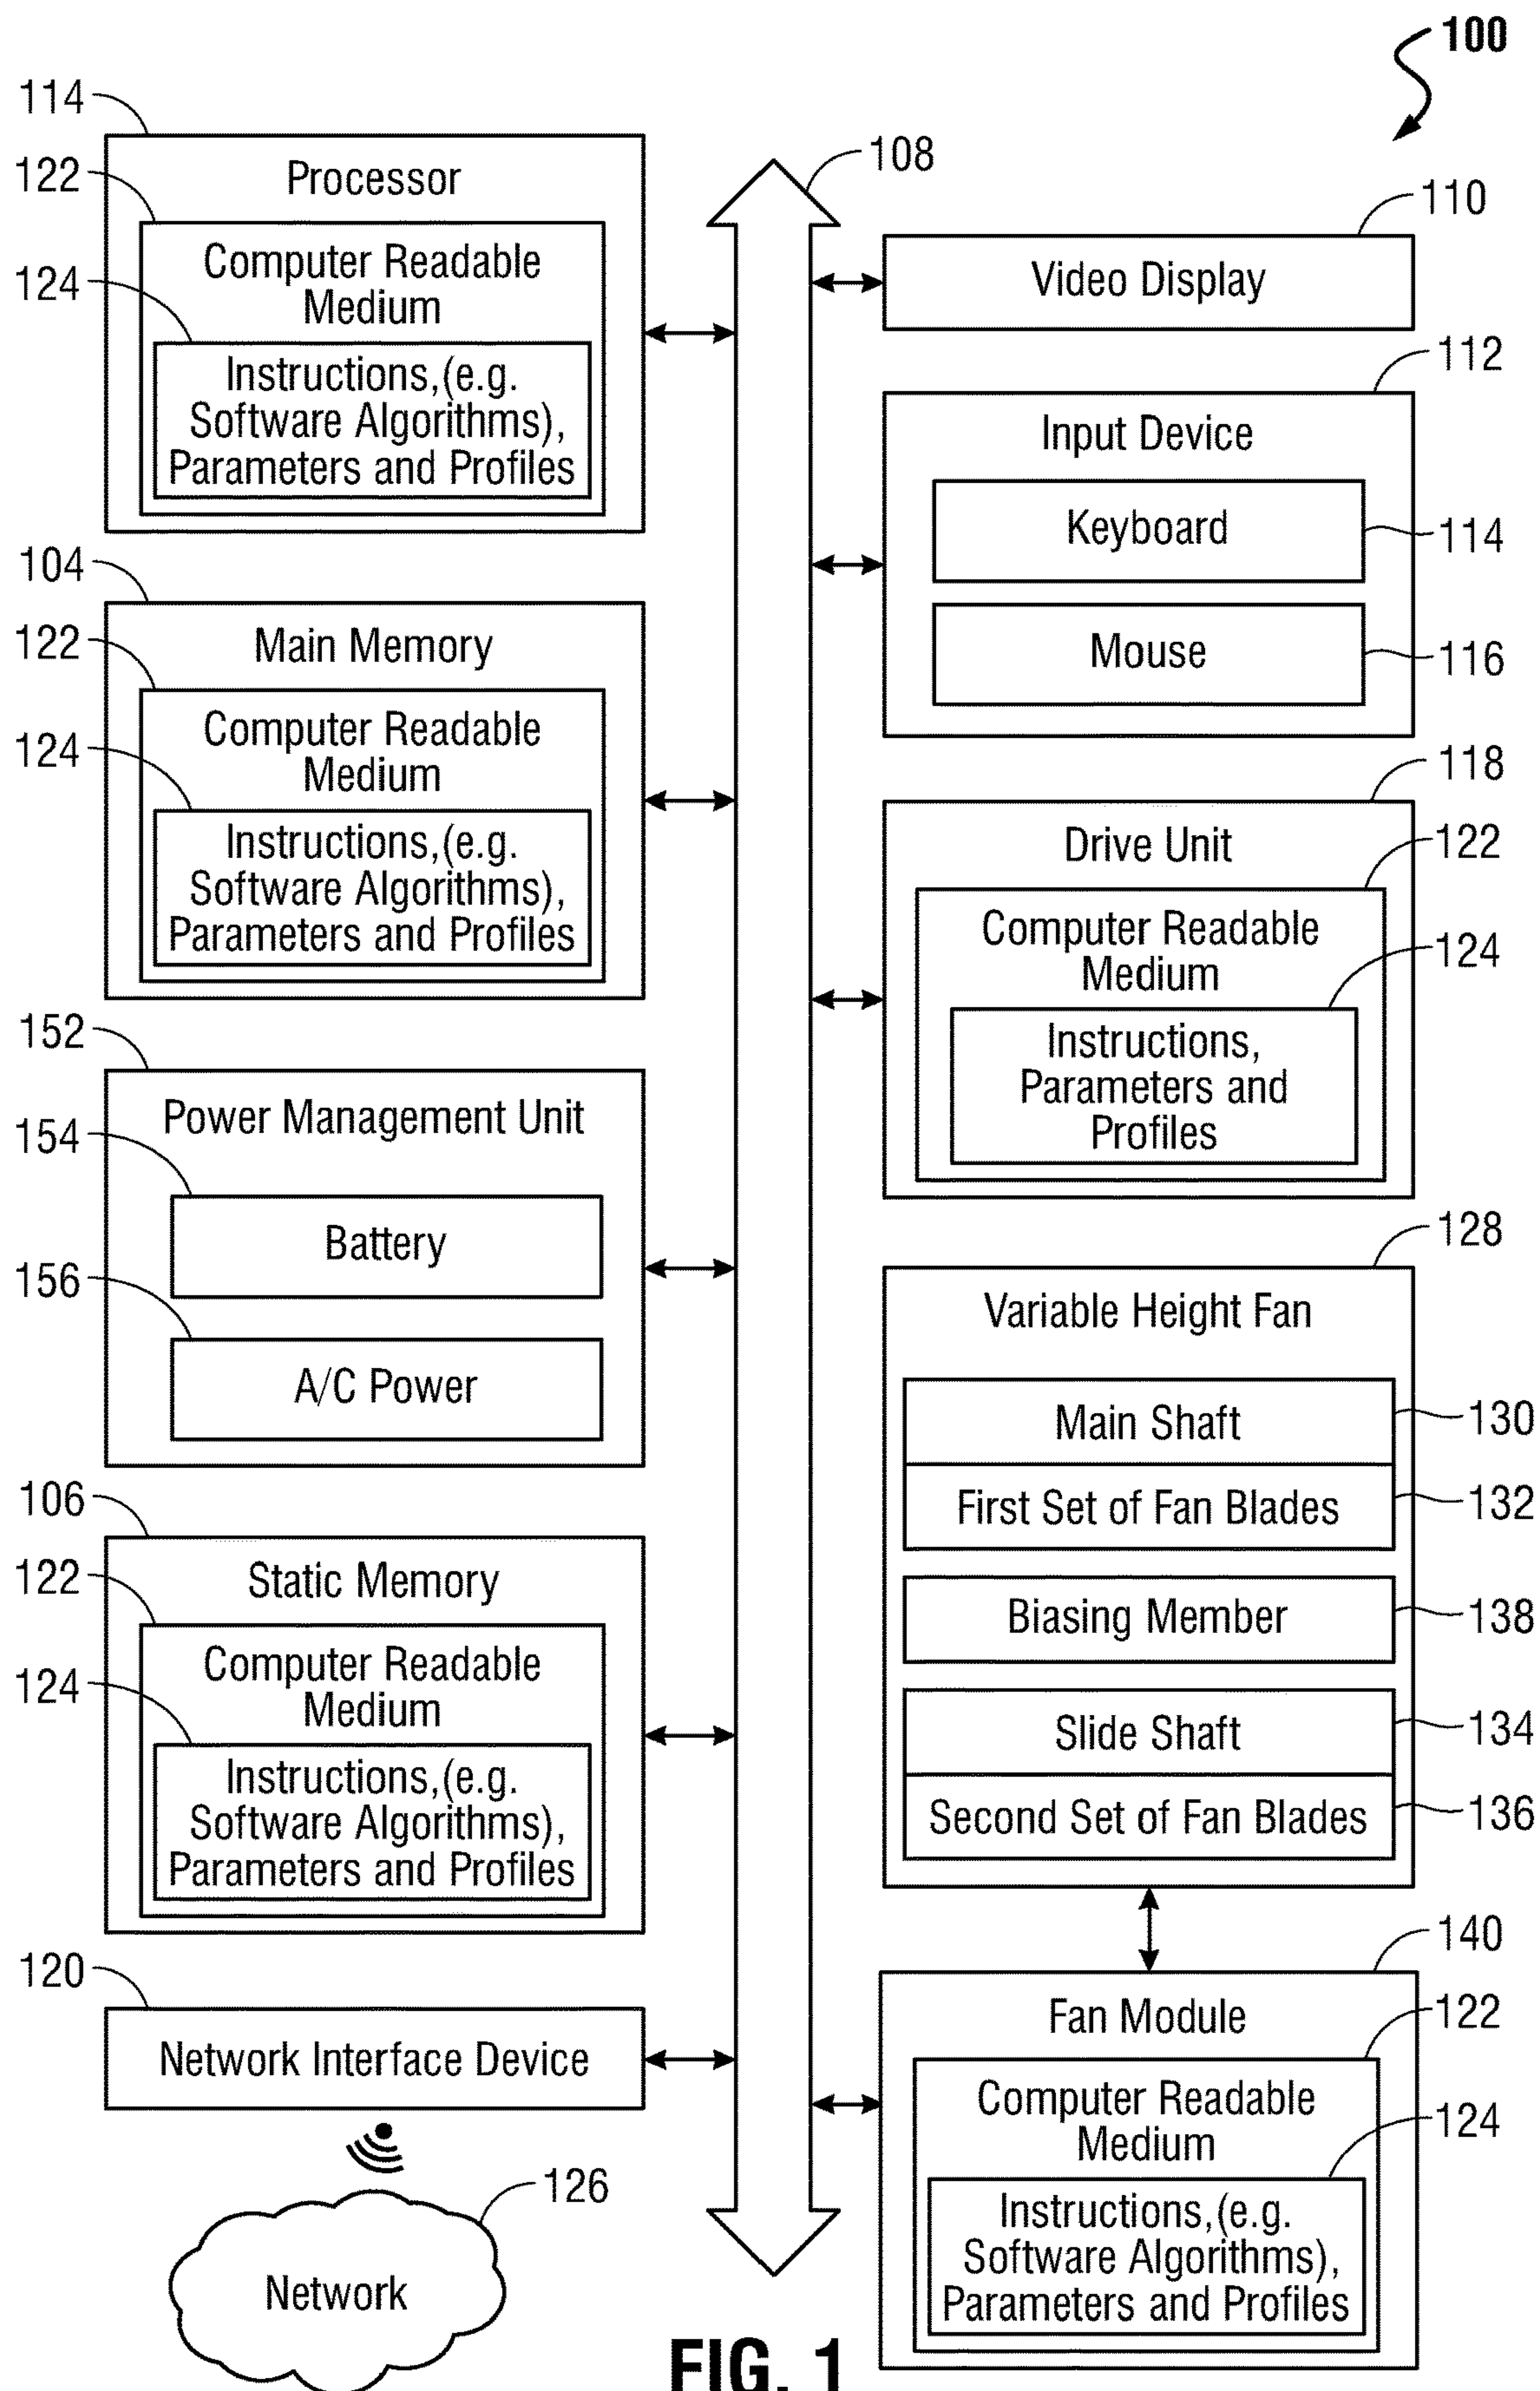 100
114
Processor
122
Computer Readable
Medium
124
Instructions,(e.g.
Software Algorithms),
Parameters and Profiles
104
Main Memory
122
Computer Readable
Medium
124
Instructions,(e.g.
Software Algorithms),
Parameters and Profiles
152
Power Management Unit
154
Battery
156
A/C Power
106
Static Memory
122
Computer Readable
Medium
124
Instructions,(e.g.
Software Algorithms),
Parameters and Profiles
120
Network Interface Device
126
Network
108
110
Video Display
112
Input Device
Keyboard
114
Mouse
116
118
Drive Unit
122
Computer Readable
Medium
124
Instructions,
Parameters and
Profiles
128
Variable Height Fan
Main Shaft
130
First Set of Fan Blades
132
Biasing Member
138
Slide Shaft
134
Second Set of Fan Blades
136
140
Fan Module
122
Computer Readable
Medium
124
Instructions,(e.g.
Software Algorithms),
Parameters and Profiles
FIG. 1